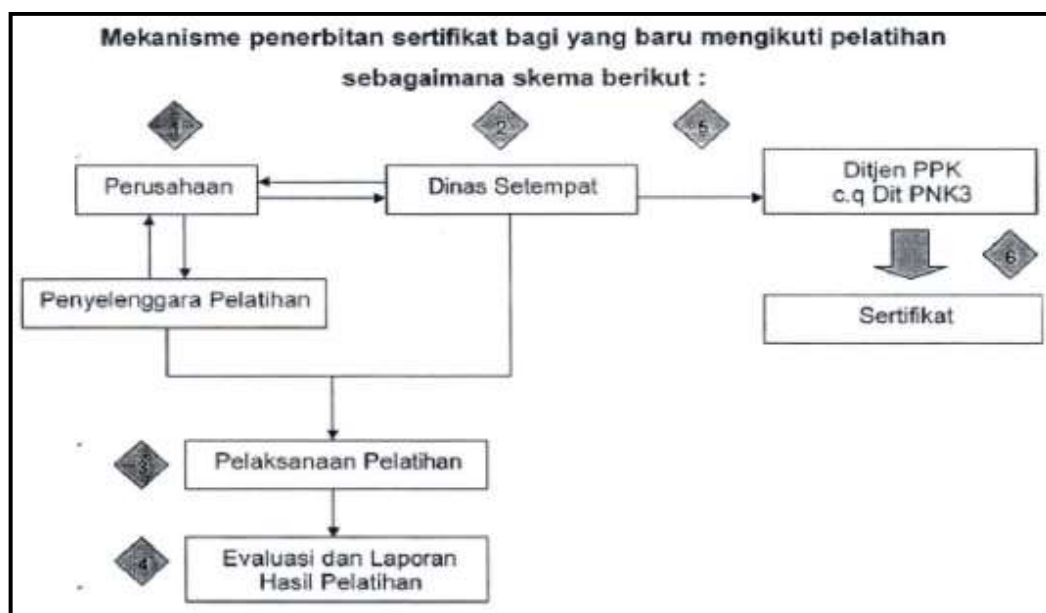 Mekanisme penerbitan sertifikat bagi yang baru mengikuti pelatihan
sebagaimana skema berikut :
1
2
5
Perusahaan
Dinas Setempat
Ditjen PPK
c.q Dit PNK3
6
Penyelenggara Pelatihan
Sertifikat
3
Pelaksanaan Pelatihan
4
Evaluasi dan Laporan
Hasil Pelatihan